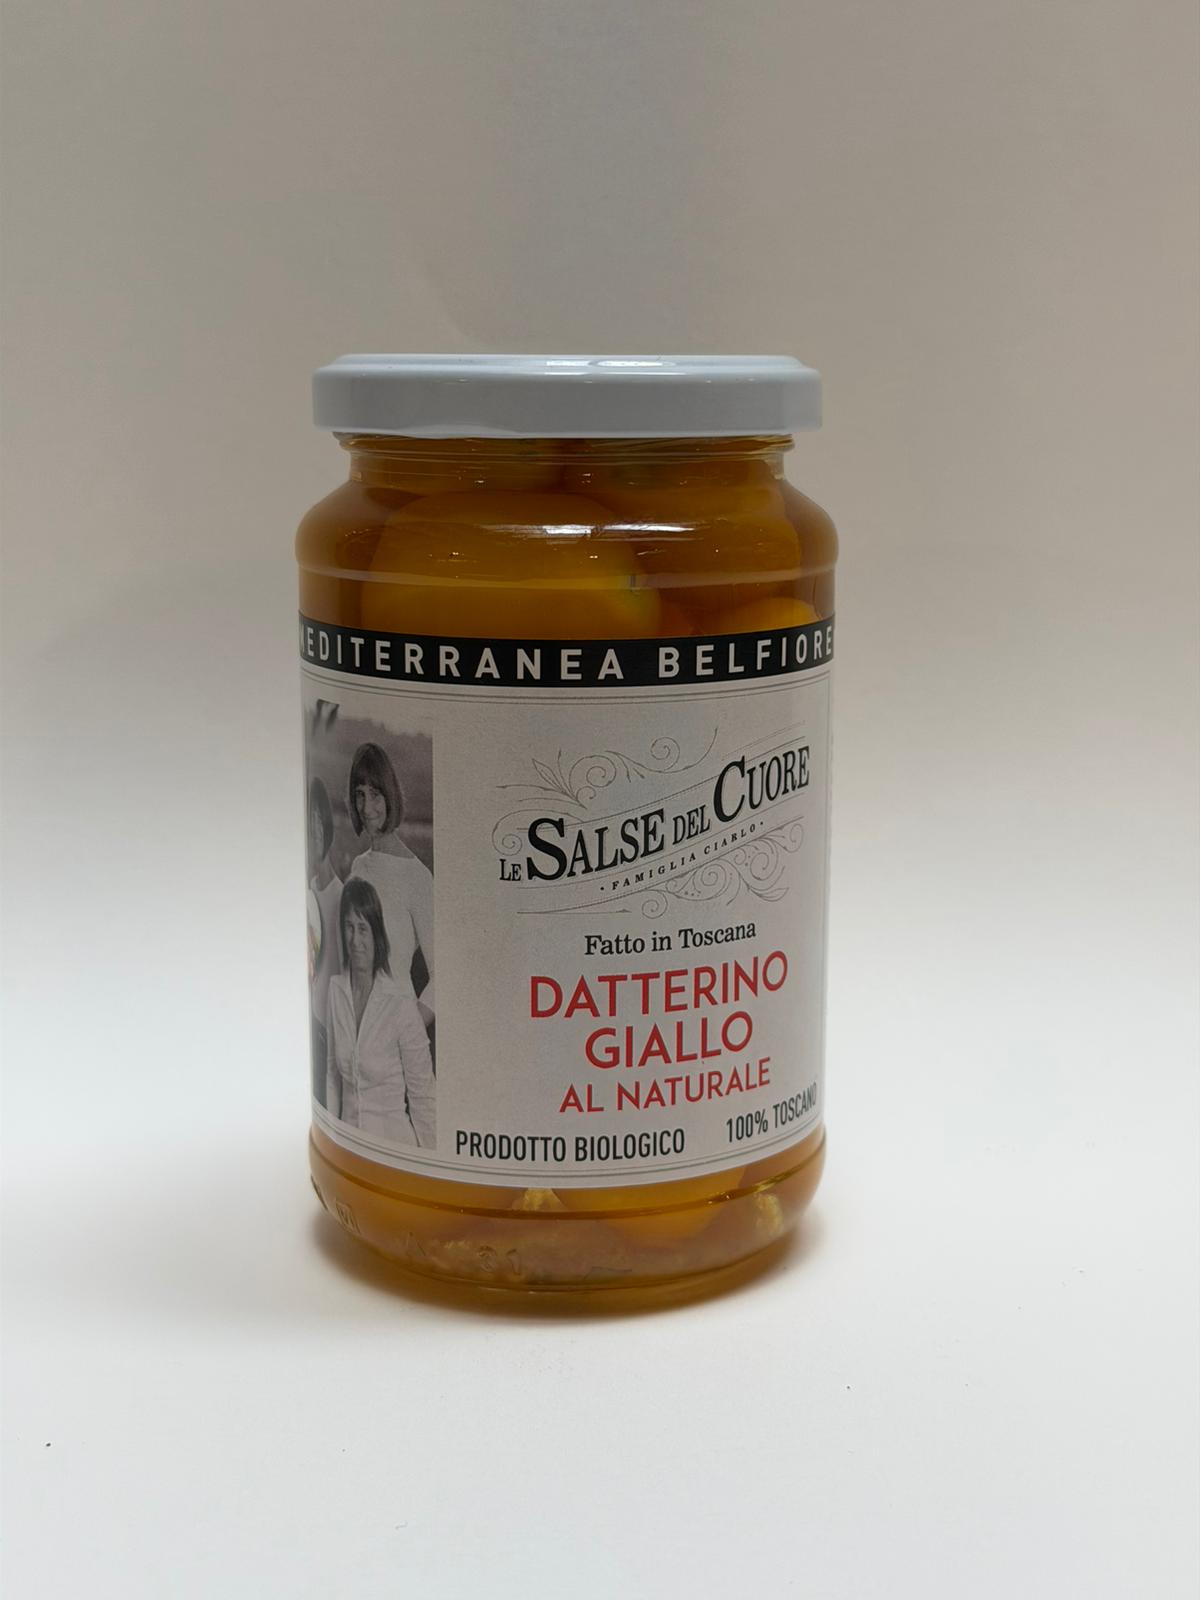 MEDITERRANEA BELFIORE
LE SALSE DEL CUORE
• FAMIGLIA CIARLO •
Fatto in Toscana
DATTERINO
GIALLO
AL NATURALE
PRODOTTO BIOLOGICO 100% TOSCANO